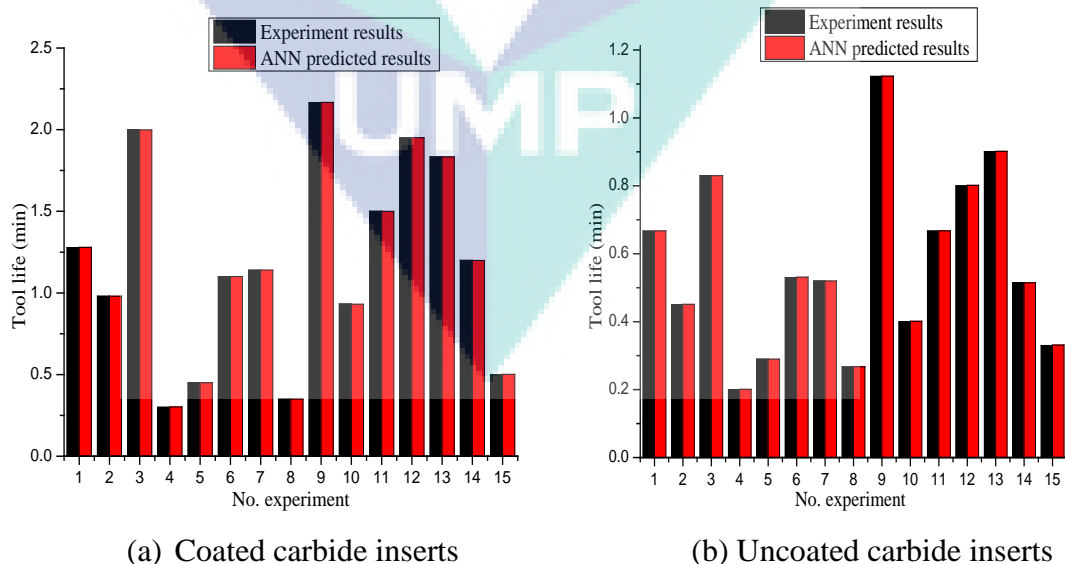 Experiment results
ANN predicted results
UMP
2.5
2.0
1.5
1.0
0.5
0.0
Tool life (min)
1 2 3 4 5 6 7 8 9 10 11 12 13 14 15
No. experiment
(a) Coated carbide inserts
Experiment results
ANN predicted results
1.2
1.0
0.8
0.6
0.4
0.2
0.0
Tool life (min)
1 2 3 4 5 6 7 8 9 10 11 12 13 14 15
No. experiment
(b) Uncoated carbide inserts